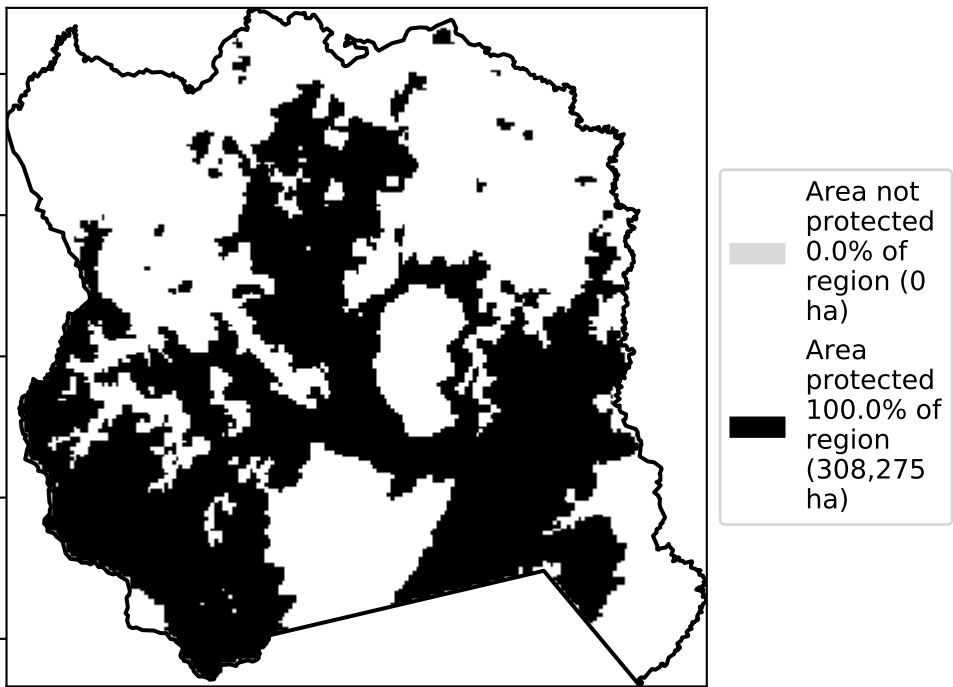 Area not
protected
0.0% of
region (0
ha)
Area
protected
100.0% of
region
(308,275
ha)